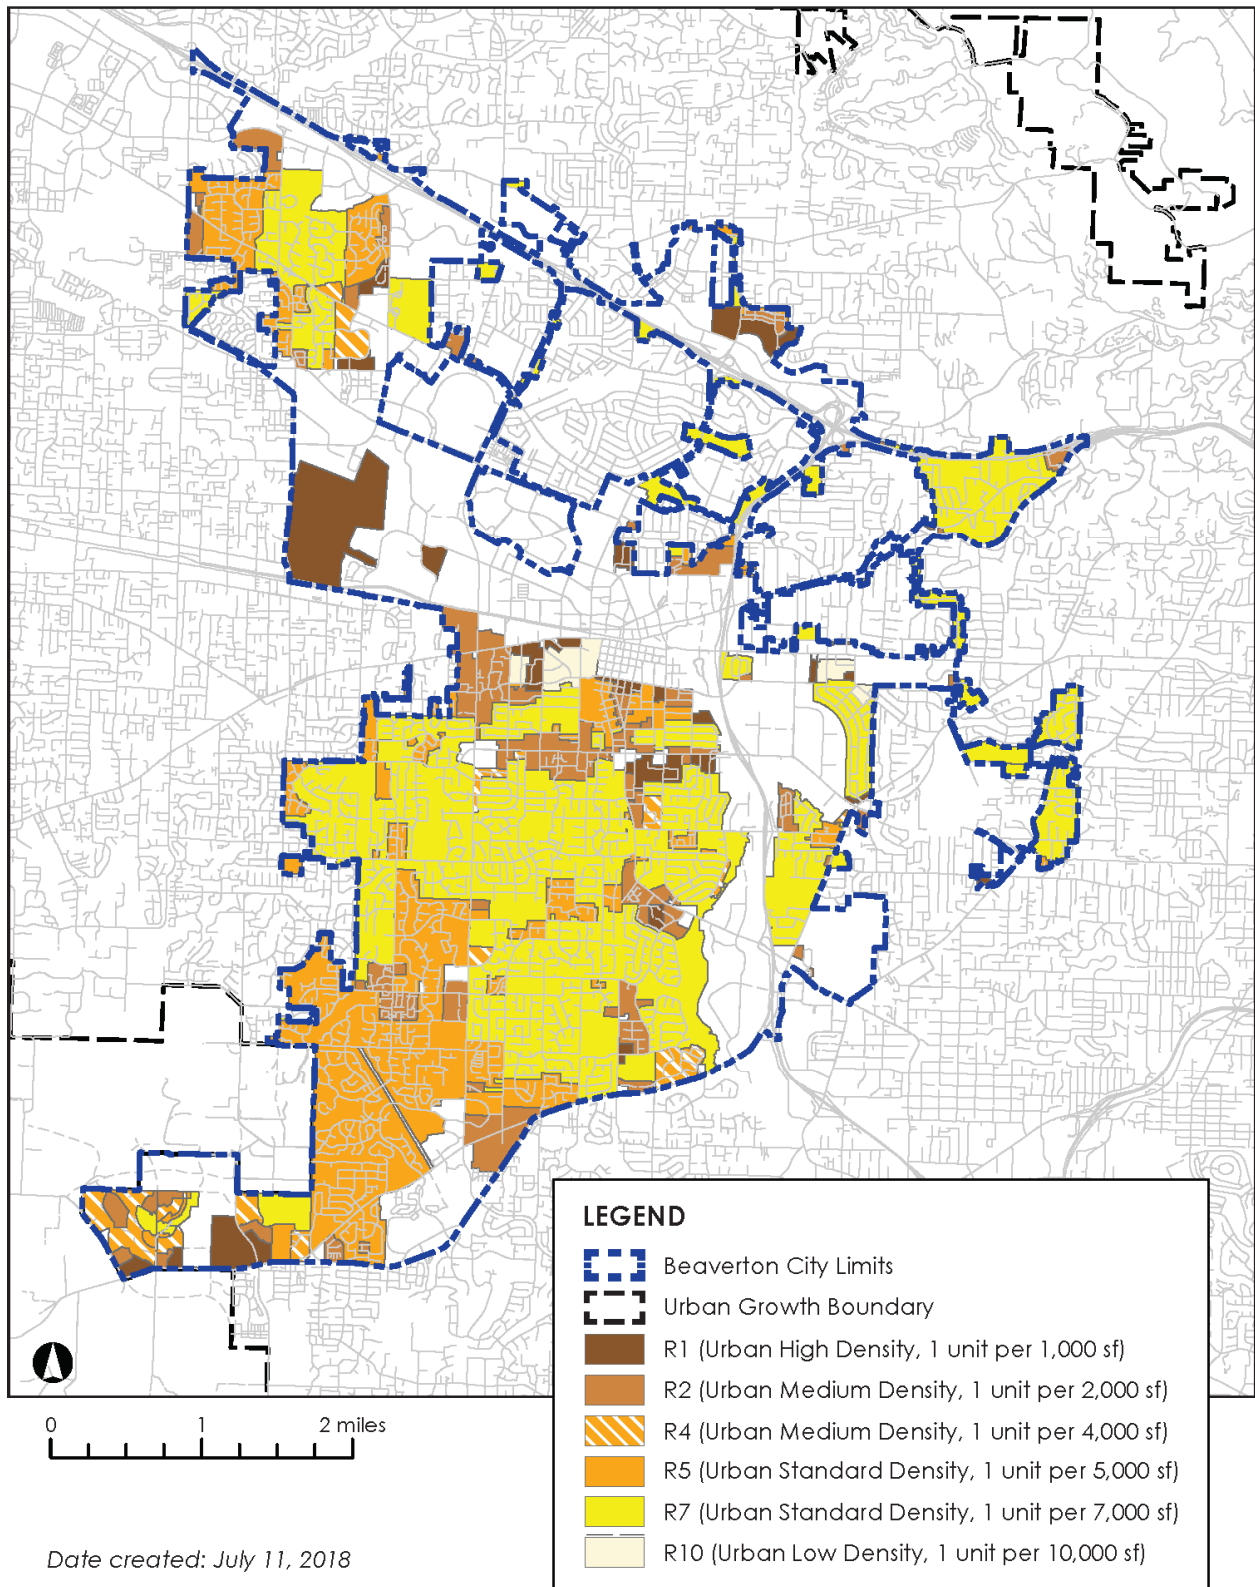 LEGEND
Beaverton City Limits
Urban Growth Boundary
R1 (Urban High Density, 1 unit per 1,000 sf)
R2 (Urban Medium Density, 1 unit per 2,000 sf)
R4 (Urban Medium Density, 1 unit per 4,000 sf)
R5 (Urban Standard Density, 1 unit per 5,000 sf)
R7 (Urban Standard Density, 1 unit per 7,000 sf)
R10 (Urban Low Density, 1 unit per 10,000 sf)
0 1 2 miles
Date created: July 11, 2018